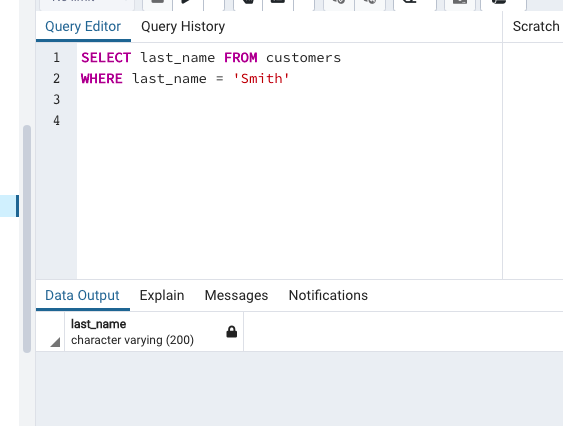 Query Editor Query History Scratch
1 SELECT last_name FROM customers
2 WHERE last_name = 'Smith'
3
4
Data Output Explain Messages Notifications
last_name
character varying (200)